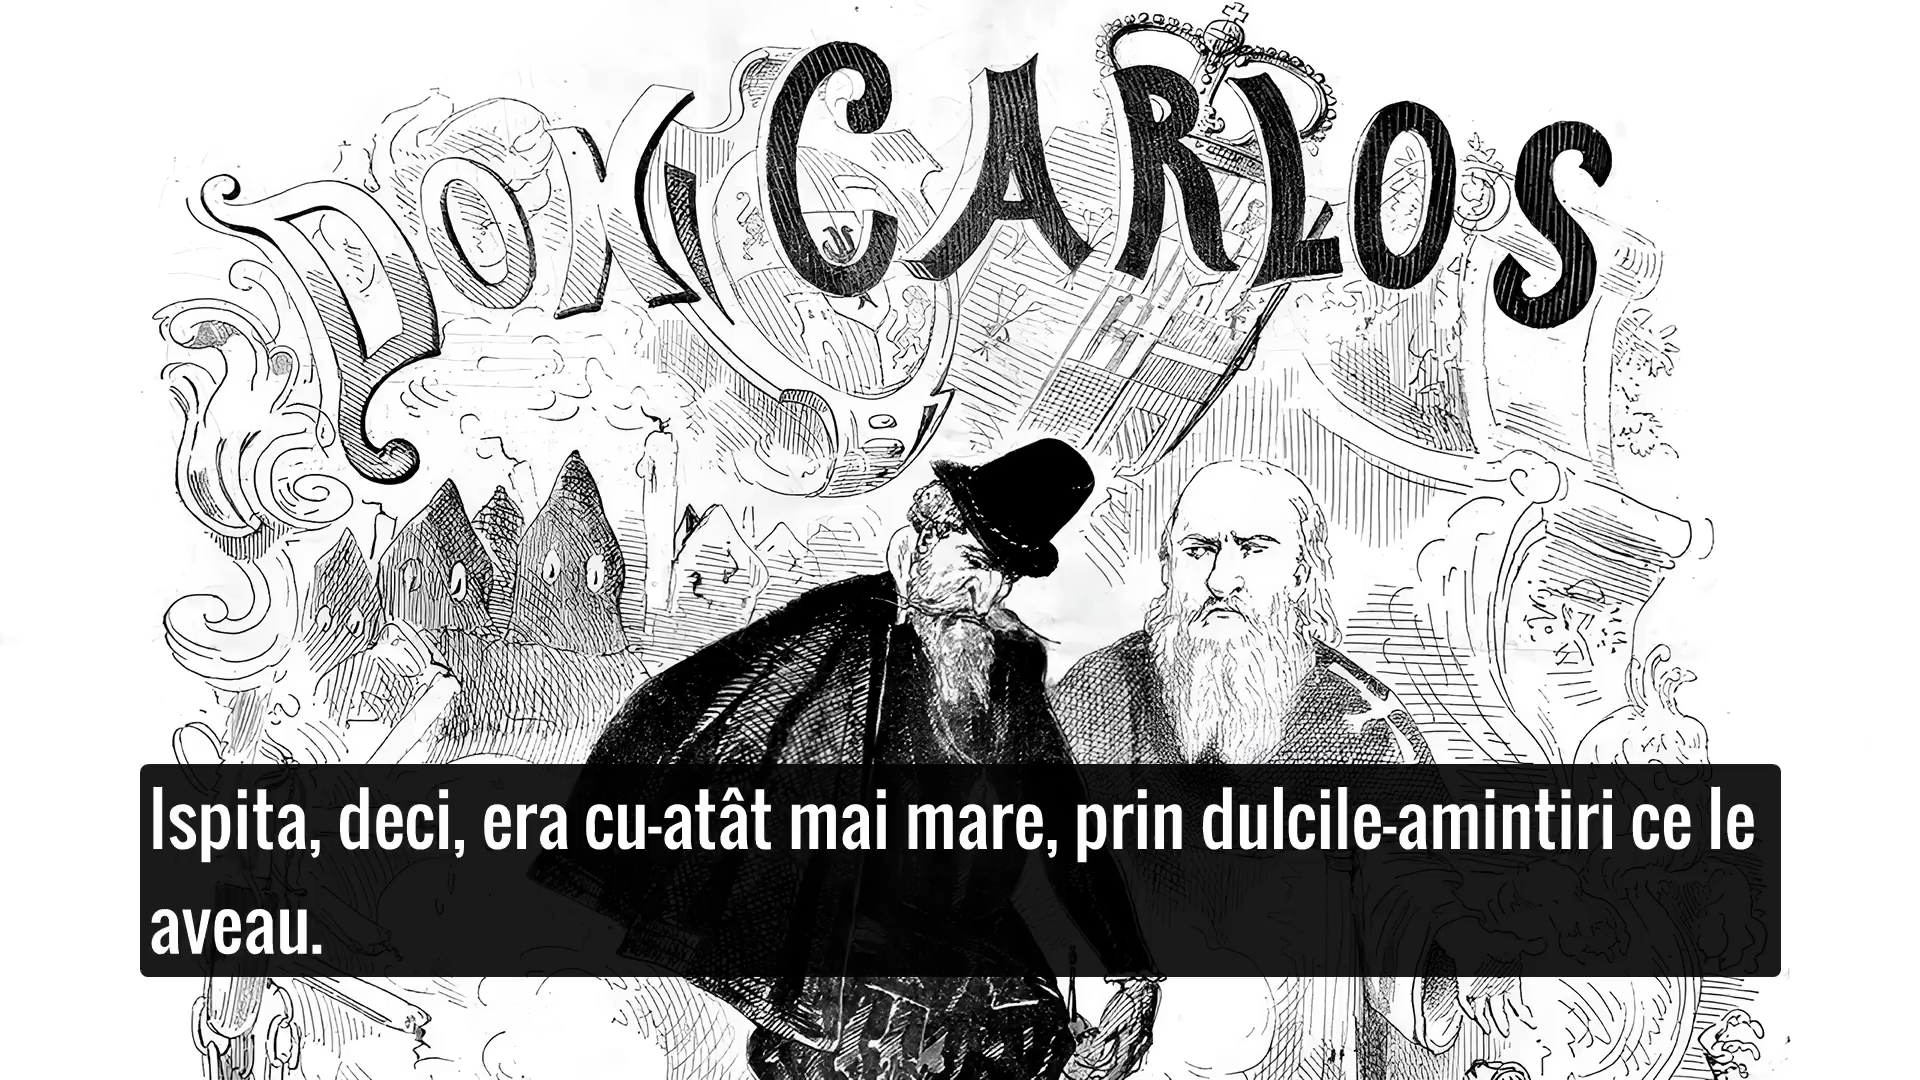 DON CARLOS
Ispita, deci, era cu-atât mai mare, prin dulcile-amintiri ce le
aveau.